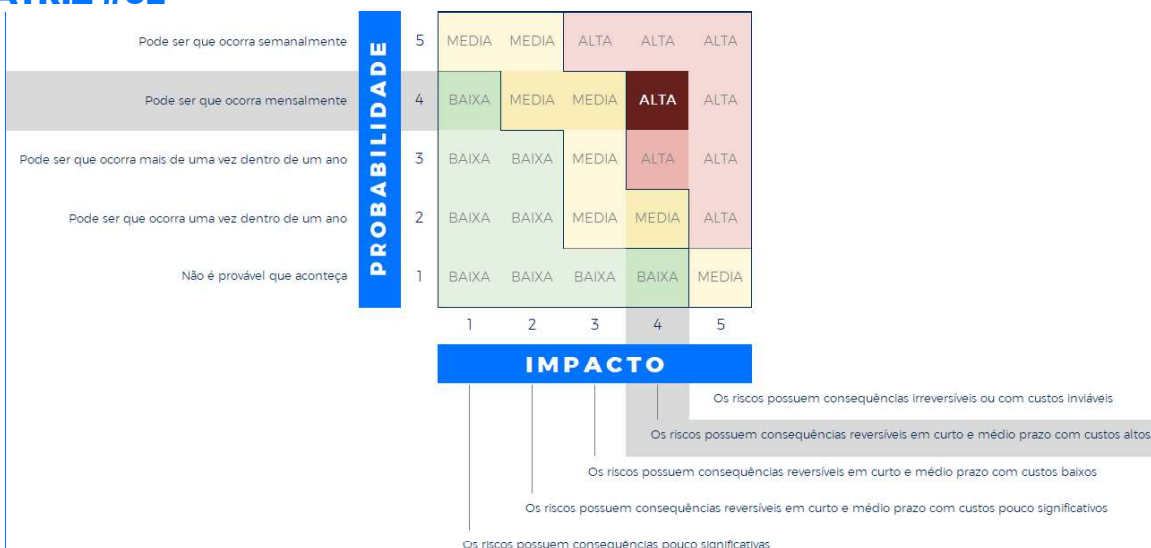 Pode ser que ocorra semanalmente 5 MEDIA MEDIA ALTA ALTA ALTA
Pode ser que ocorra mensalmente 4 BAIXA MEDIA MEDIA ALTA ALTA
Pode ser que ocorra mais de uma vez dentro de um ano 3 BAIXA BAIXA MEDIA ALTA ALTA
Pode ser que ocorra uma vez dentro de um ano 2 BAIXA BAIXA MEDIA MEDIA ALTA
Não é provável que aconteça 1 BAIXA BAIXA BAIXA BAIXA MEDIA
PROBABILIDADE
1 2 3 4 5
IMPACTO
Os riscos possuem consequências irreversíveis ou com custos inviáveis
Os riscos possuem consequências reversíveis em curto e médio prazo com custos altos
Os riscos possuem consequências reversíveis em curto e médio prazo com custos baixos
Os riscos possuem consequências reversíveis em curto e médio prazo com custos pouco significativos
Os riscos possuem consequências pouco significativas